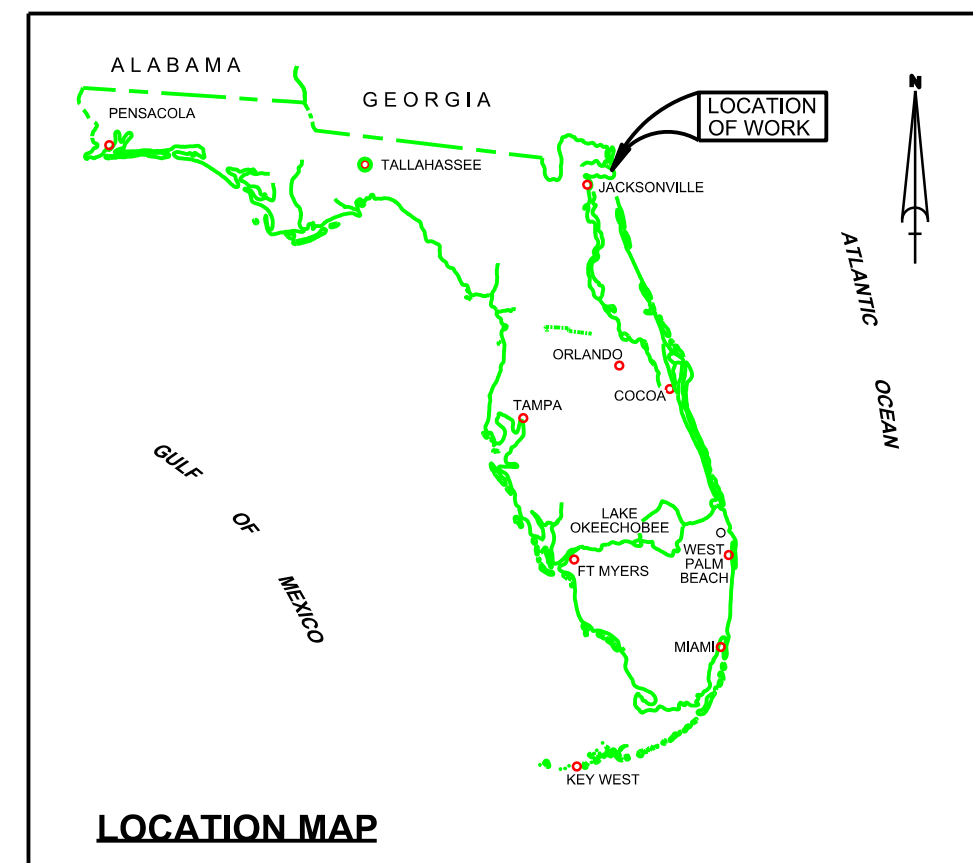 ALABAMA
GEORGIA
PENSACOLA
TALLAHASSEE
LOCATION
OF WORK
N
JACKSONVILLE
ATLANTIC
OCEAN
ORLANDO
COCOA
TAMPA
GULF
OF
MEXICO
LAKE
OKEECHOBEE
WEST
PALM
BEACH
FT MYERS
MIAMI
KEY WEST
LOCATION MAP